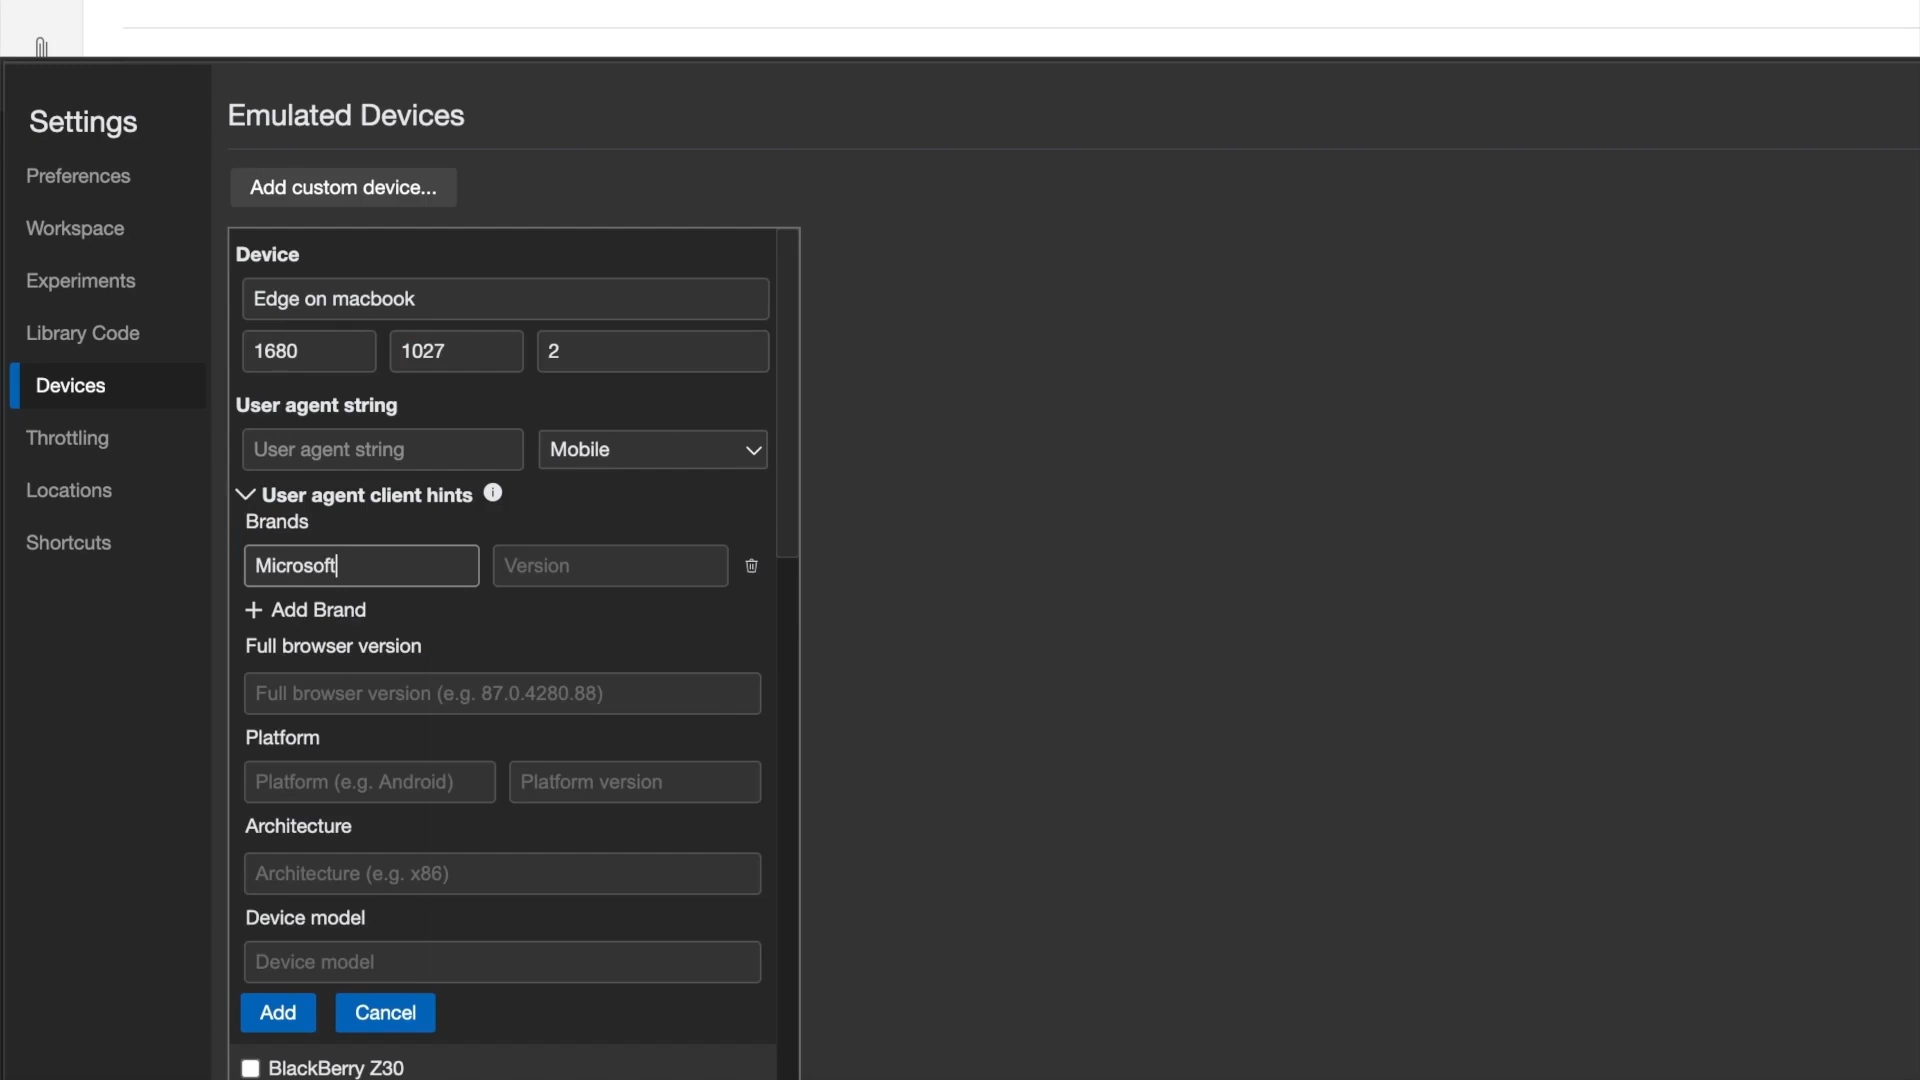 Settings
Preferences
Workspace
Experiments
Library Code
Devices
Throttling
Locations
Shortcuts
Emulated Devices
Add custom device...
Device
Edge on macbook
1680 1027 2
User agent string
User agent string Mobile
User agent client hints
Brands
Microsoft Version
+ Add Brand
Full browser version
Full browser version (e.g. 87.0.4280.88)
Platform
Platform (e.g. Android) Platform version
Architecture
Architecture (e.g. x86)
Device model
Device model
Add Cancel
BlackBerry Z30